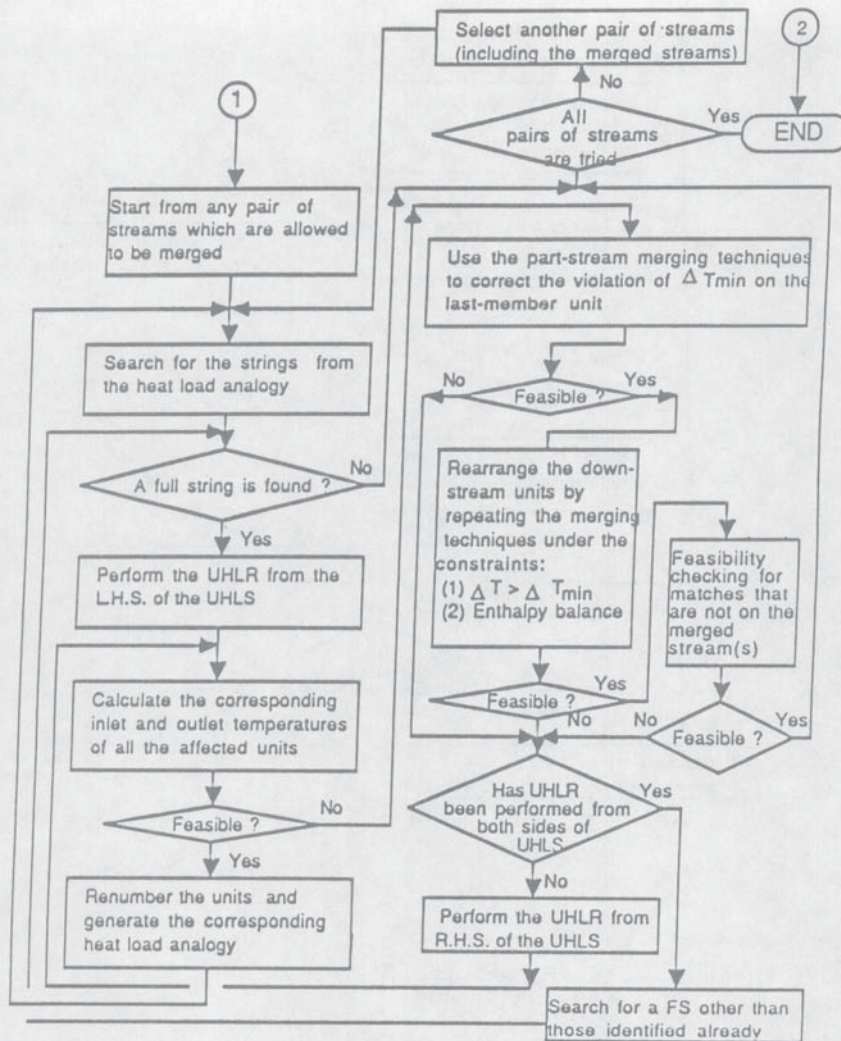 Select another pair of streams
(including the merged streams)
2
No
1
All
pairs of streams
are tried
Yes
END
Start from any pair of
streams which are allowed
to be merged
Use the part-stream merging techniques
to correct the violation of Δ Tmin on the
last-member unit
Search for the strings from
the heat load analogy
No
Feasible ?
Yes
A full string is found ?
No
Yes
Rearrange the down-
stream units by
repeating the merging
techniques under the
constraints:
(1) Δ T > Δ Tmin
(2) Enthalpy balance
Feasibility
checking for
matches that
are not on the
merged
stream(s)
Perform the UHLR from the
L.H.S. of the UHLS
Calculate the corresponding
inlet and outlet temperatures
of all the affected units
Feasible ?
Yes
No
No
Feasible ?
Yes
Feasible ?
No
Yes
Has UHLR
been performed from
both sides of
UHLS
Yes
No
Renumber the units and
generate the corresponding
heat load analogy
Perform the UHLR from
R.H.S. of the UHLS
Search for a FS other than
those identified already